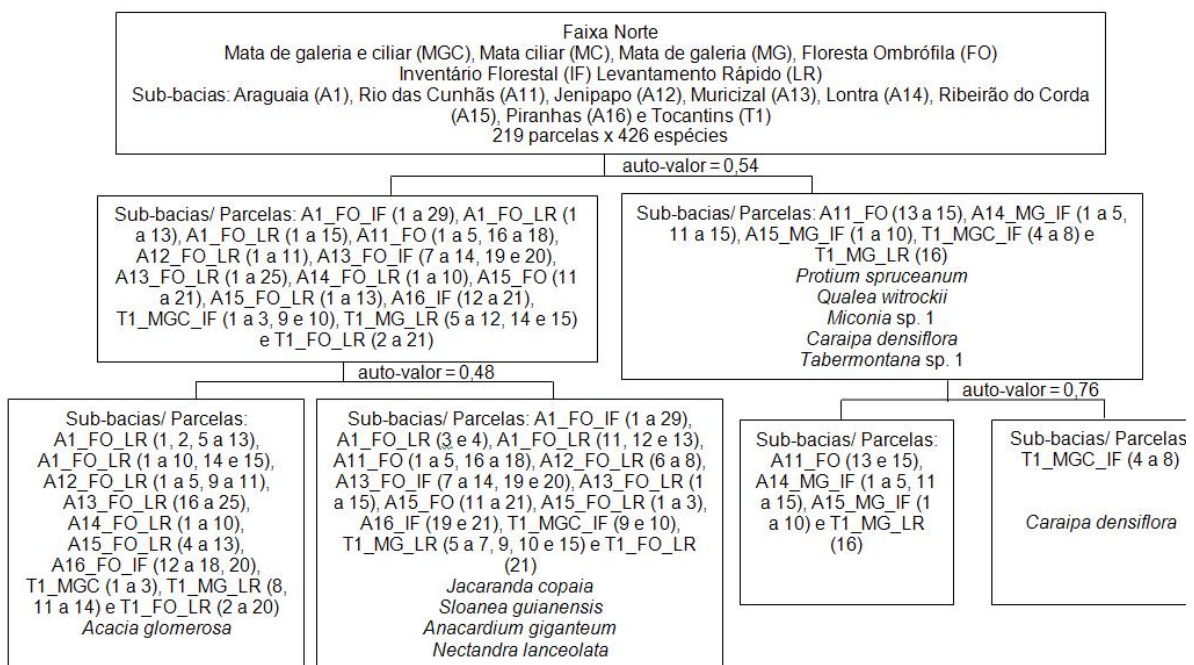 Faixa Norte
Mata de galeria e ciliar (MGC), Mata ciliar (MC), Mata de galeria (MG), Floresta Ombrófila (FO)
Inventário Florestal (IF) Levantamento Rápido (LR)
Sub-bacias: Araguaia (A1), Rio das Cunhãs (A11), Jenipapo (A12), Muricizal (A13), Lontra (A14), Ribeirão do Corda
(A15), Piranhas (A16) e Tocantins (T1)
219 parcelas x 426 espécies
auto-valor = 0,54
Sub-bacias/ Parcelas: A1_FO_IF (1 a 29), A1_FO_LR (1
a 13), A1_FO_LR (1 a 15), A11_FO (1 a 5, 16 a 18),
A12_FO_LR (1 a 11), A13_FO_IF (7 a 14, 19 e 20),
A13_FO_LR (1 a 25), A14_FO_LR (1 a 10), A15_FO (11
a 21), A15_FO_LR (1 a 13), A16_IF (12 a 21),
T1_MGC_IF (1 a 3, 9 e 10), T1_MG_LR (5 a 12, 14 e 15)
e T1_FO_LR (2 a 21)
Sub-bacias/ Parcelas: A11_FO (13 a 15), A14_MG_IF (1 a 5,
11 a 15), A15_MG_IF (1 a 10), T1_MGC_IF (4 a 8) e
T1_MG_LR (16)
Protium spruceanum
Qualea witrockii
Miconia sp. 1
Caraipa densiflora
Tabermontana sp. 1
auto-valor = 0,48
auto-valor = 0,76
Sub-bacias/ Parcelas:
A1_FO_LR (1, 2, 5 a 13),
A1_FO_LR (1 a 10, 14 e 15),
A12_FO_LR (1 a 5, 9 a 11),
A13_FO_LR (16 a 25),
A14_FO_LR (1 a 10),
A15_FO_LR (4 a 13),
A16_FO_IF (12 a 18, 20),
T1_MGC (1 a 3), T1_MG_LR (8,
11 a 14) e T1_FO_LR (2 a 20)
Acacia glomerosa
Sub-bacias/ Parcelas: A1_FO_IF (1 a 29),
A1_FO_LR (3 e 4), A1_FO_LR (11, 12 e 13),
A11_FO (1 a 5, 16 a 18), A12_FO_LR (6 a 8),
A13_FO_IF (7 a 14, 19 e 20), A13_FO_LR (1
a 15), A15_FO (11 a 21), A15_FO_LR (1 a 3),
A16_IF (19 e 21), T1_MGC_IF (9 e 10),
T1_MG_LR (5 a 7, 9, 10 e 15) e T1_FO_LR
(21)
Jacaranda copaia
Sloanea guianensis
Anacardium giganteum
Nectandra lanceolata
Sub-bacias/ Parcelas:
A11_FO (13 e 15),
A14_MG_IF (1 a 5, 11
a 15), A15_MG_IF (1
a 10) e T1_MG_LR
(16)
Sub-bacias/ Parcelas
T1_MGC_IF (4 a 8)
Caraipa densiflora